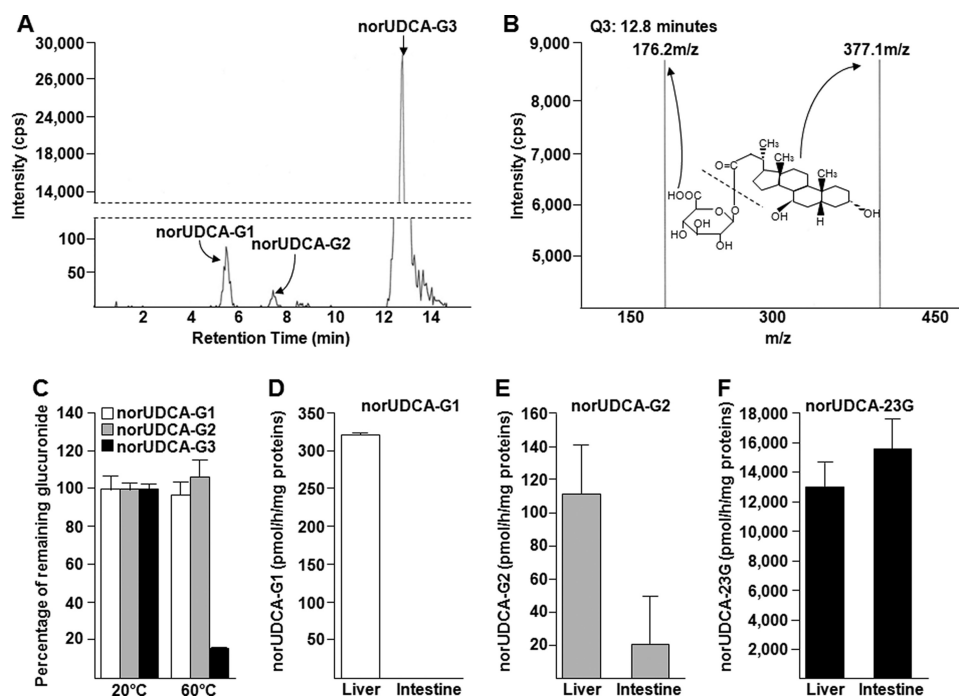 A
norUDCA-G3
30,000
26,000
24,000
18,000
14,000
100
50
Intensity (cps)
norUDCA-G1
norUDCA-G2
2 4 6 8 10 12 14
Retention Time (min)
B
Q3: 12.8 minutes
9,000
8,000
7,000
6,000
5,000
Intensity (cps)
176.2m/z
377.1m/z
CH₃
CH₃
O
CH₃
HOOC
O
O
OH
H
OH
HO
OH
OH
150 300 450
m/z
C
140
120
100
80
60
40
20
Percentage of remaining glucuronide
norUDCA-G1
norUDCA-G2
norUDCA-G3
20°C 60°C
D
norUDCA-G1
350
300
250
200
150
100
50
norUDCA-G1 (pmol/h/mg proteins)
Liver Intestine
E
norUDCA-G2
160
140
120
100
80
60
40
20
norUDCA-G2 (pmol/h/mg proteins)
Liver Intestine
F
norUDCA-23G
18,000
16,000
14,000
12,000
10,000
8,000
6,000
4,000
2,000
norUDCA-23G (pmol/h/mg proteins)
Liver Intestine